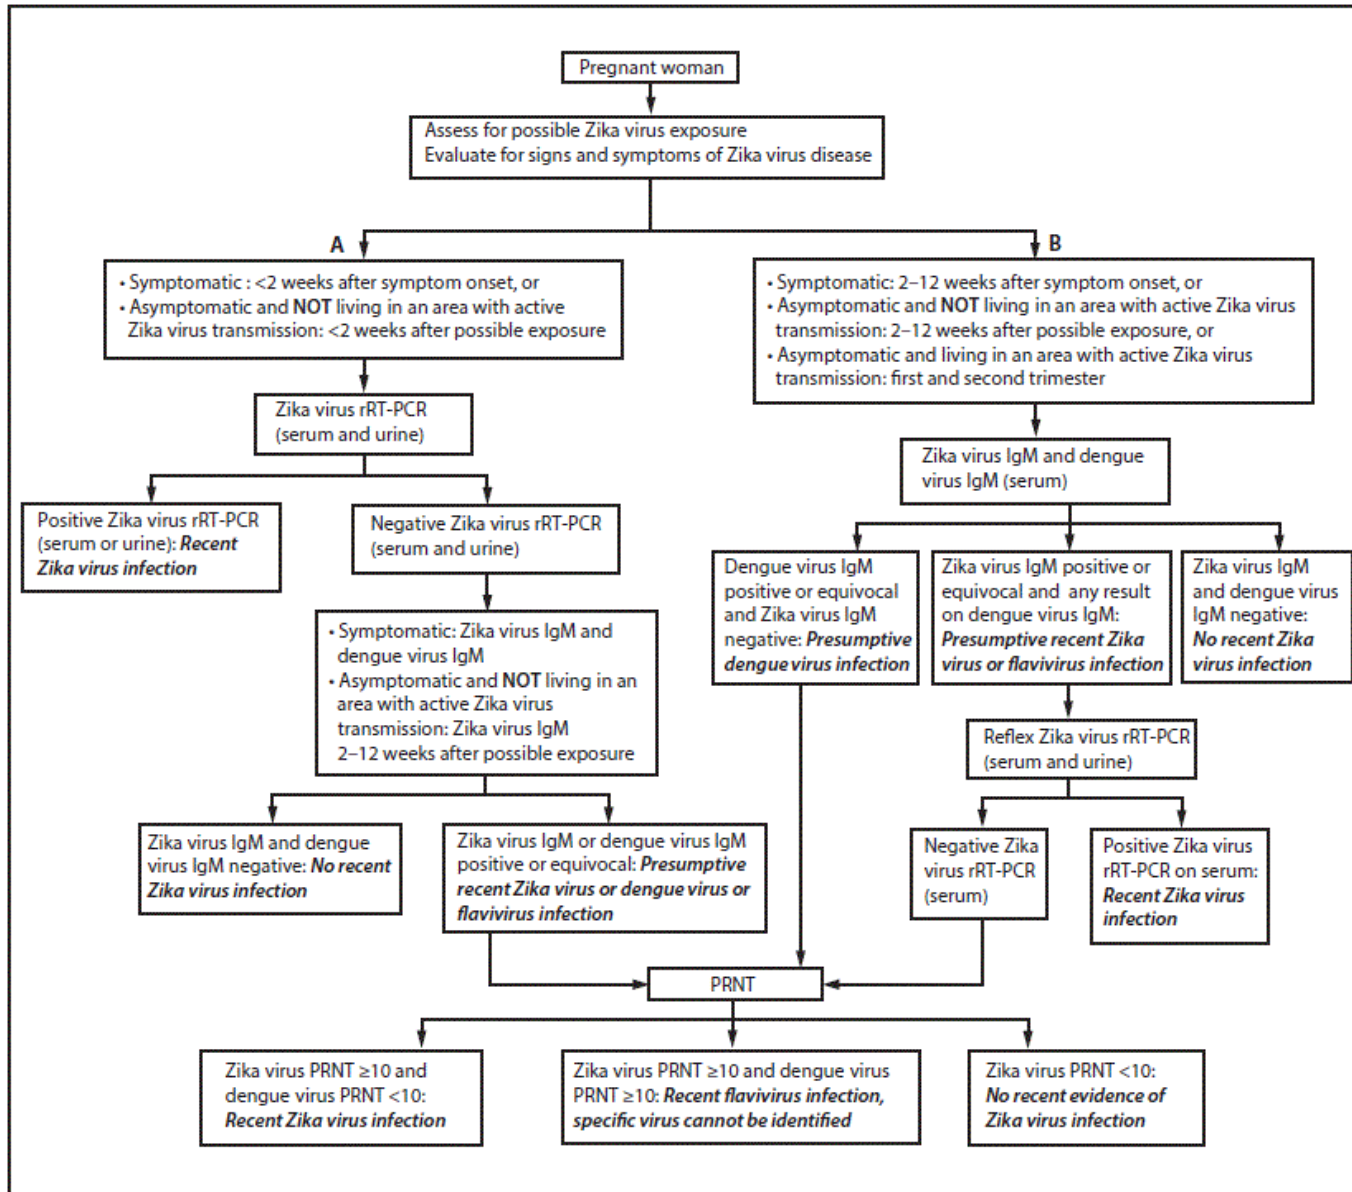 Pregnant woman
Assess for possible Zika virus exposure
Evaluate for signs and symptoms of Zika virus disease
A
• Symptomatic : <2 weeks after symptom onset, or
• Asymptomatic and NOT living in an area with active
Zika virus transmission: <2 weeks after possible exposure
B
• Symptomatic: 2–12 weeks after symptom onset, or
• Asymptomatic and NOT living in an area with active Zika virus
transmission: 2–12 weeks after possible exposure, or
• Asymptomatic and living in an area with active Zika virus
transmission: first and second trimester
Zika virus rRT-PCR
(serum and urine)
Zika virus IgM and dengue
virus IgM (serum)
Positive Zika virus rRT-PCR
(serum or urine): Recent
Zika virus infection
Negative Zika virus rRT-PCR
(serum and urine)
Dengue virus IgM
positive or equivocal
and Zika virus IgM
negative: Presumptive
dengue virus infection
Zika virus IgM positive or
equivocal and any result
on dengue virus IgM:
Presumptive recent Zika
virus or flavivirus infection
Zika virus IgM
and dengue virus
IgM negative:
No recent Zika
virus infection
• Symptomatic: Zika virus IgM and
dengue virus IgM
• Asymptomatic and NOT living in an
area with active Zika virus
transmission: Zika virus IgM
2–12 weeks after possible exposure
Reflex Zika virus rRT-PCR
(serum and urine)
Zika virus IgM and dengue
virus IgM negative: No recent
Zika virus infection
Zika virus IgM or dengue virus IgM
positive or equivocal: Presumptive
recent Zika virus or dengue virus or
flavivirus infection
Negative Zika
virus rRT-PCR
(serum)
Positive Zika virus
rRT-PCR on serum:
Recent Zika virus
infection
PRNT
Zika virus PRNT ≥10 and
dengue virus PRNT <10:
Recent Zika virus infection
Zika virus PRNT ≥10 and dengue virus
PRNT ≥10: Recent flavivirus infection,
specific virus cannot be identified
Zika virus PRNT <10:
No recent evidence of
Zika virus infection